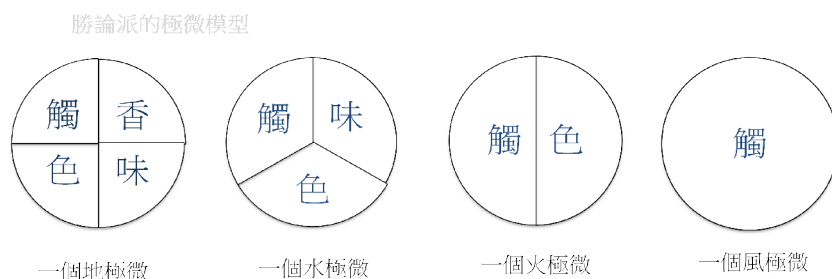 勝論派的極微模型
觸 香
色 味
觸 味
色
觸 色
觸
一個地極微
一個水極微
一個火極微
一個風極微